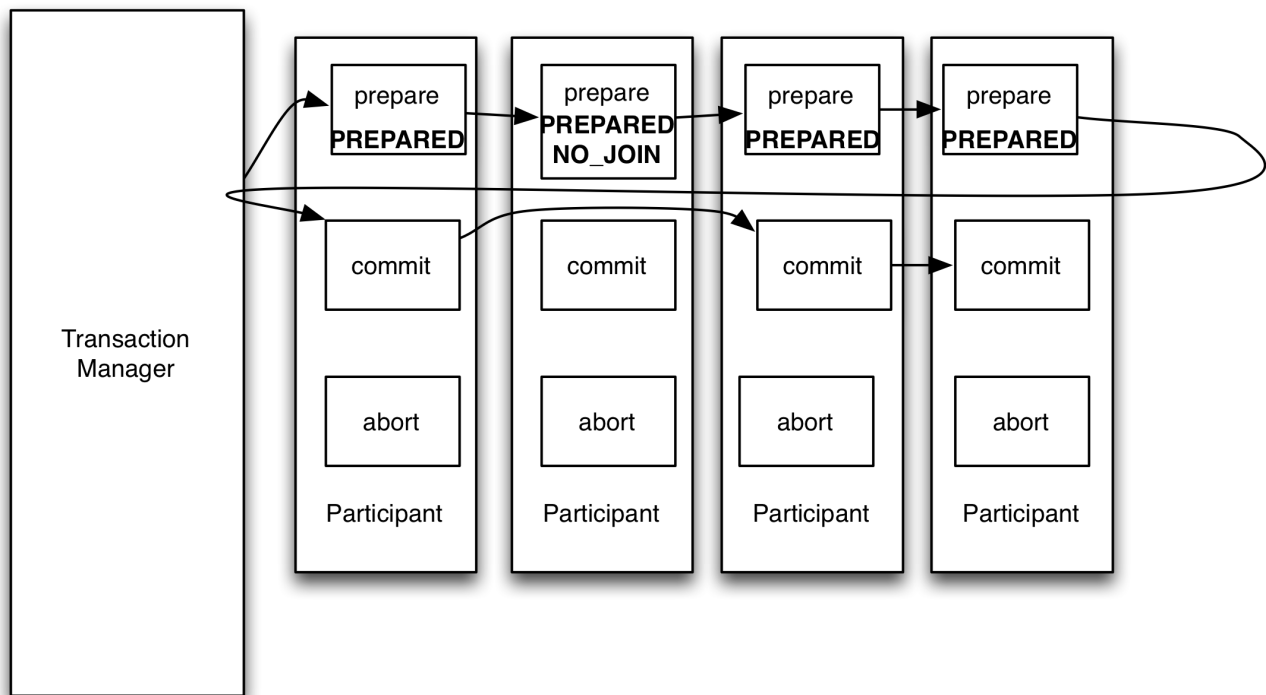 prepare
PREPARED
prepare
PREPARED
NO_JOIN
prepare
PREPARED
prepare
PREPARED
commit
commit
commit
commit
Transaction
Manager
abort
abort
abort
abort
Participant
Participant
Participant
Participant